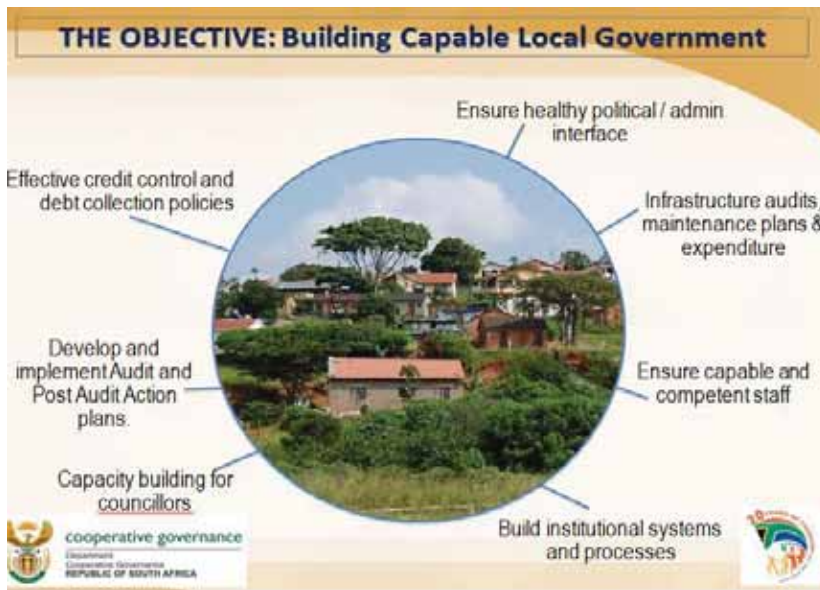 THE OBJECTIVE: Building Capable Local Government
Ensure healthy political / admin
interface
Effective credit control and
debt collection policies
Infrastructure audits
maintenance plans &
expenditure
Develop and
implement Audit and
Post Audit Action
plans.
Ensure capable and
competent staff
Capacity building for
councillors
Build institutional systems
and processes
cooperative governance
Department:
Cooperative Governance
REPUBLIC OF SOUTH AFRICA